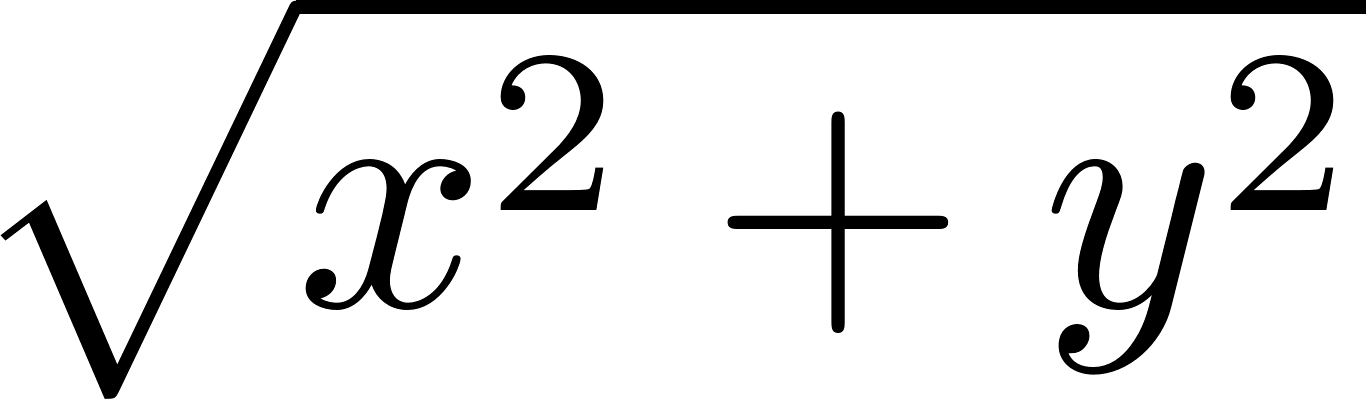 √x² + y²